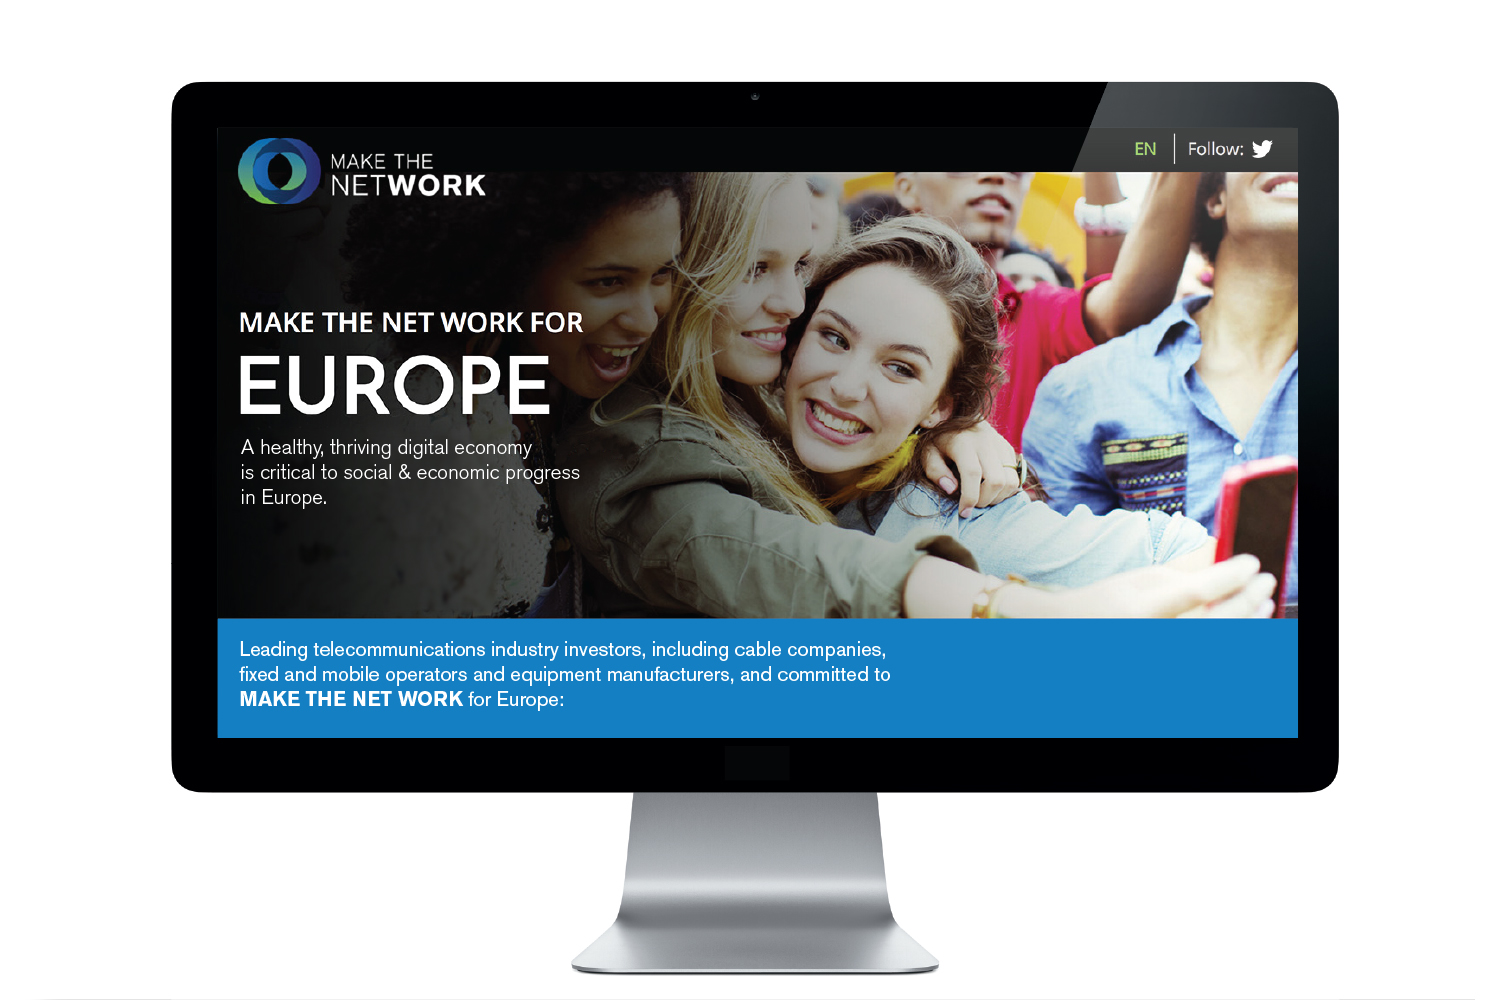 MAKE THE
NETWORK
EN
Follow:
MAKE THE NET WORK FOR
EUROPE
A healthy, thriving digital economy
is critical to social & economic progress
in Europe.
Leading telecommunications industry investors, including cable companies,
fixed and mobile operators and equipment manufacturers, and committed to
MAKE THE NET WORK for Europe: